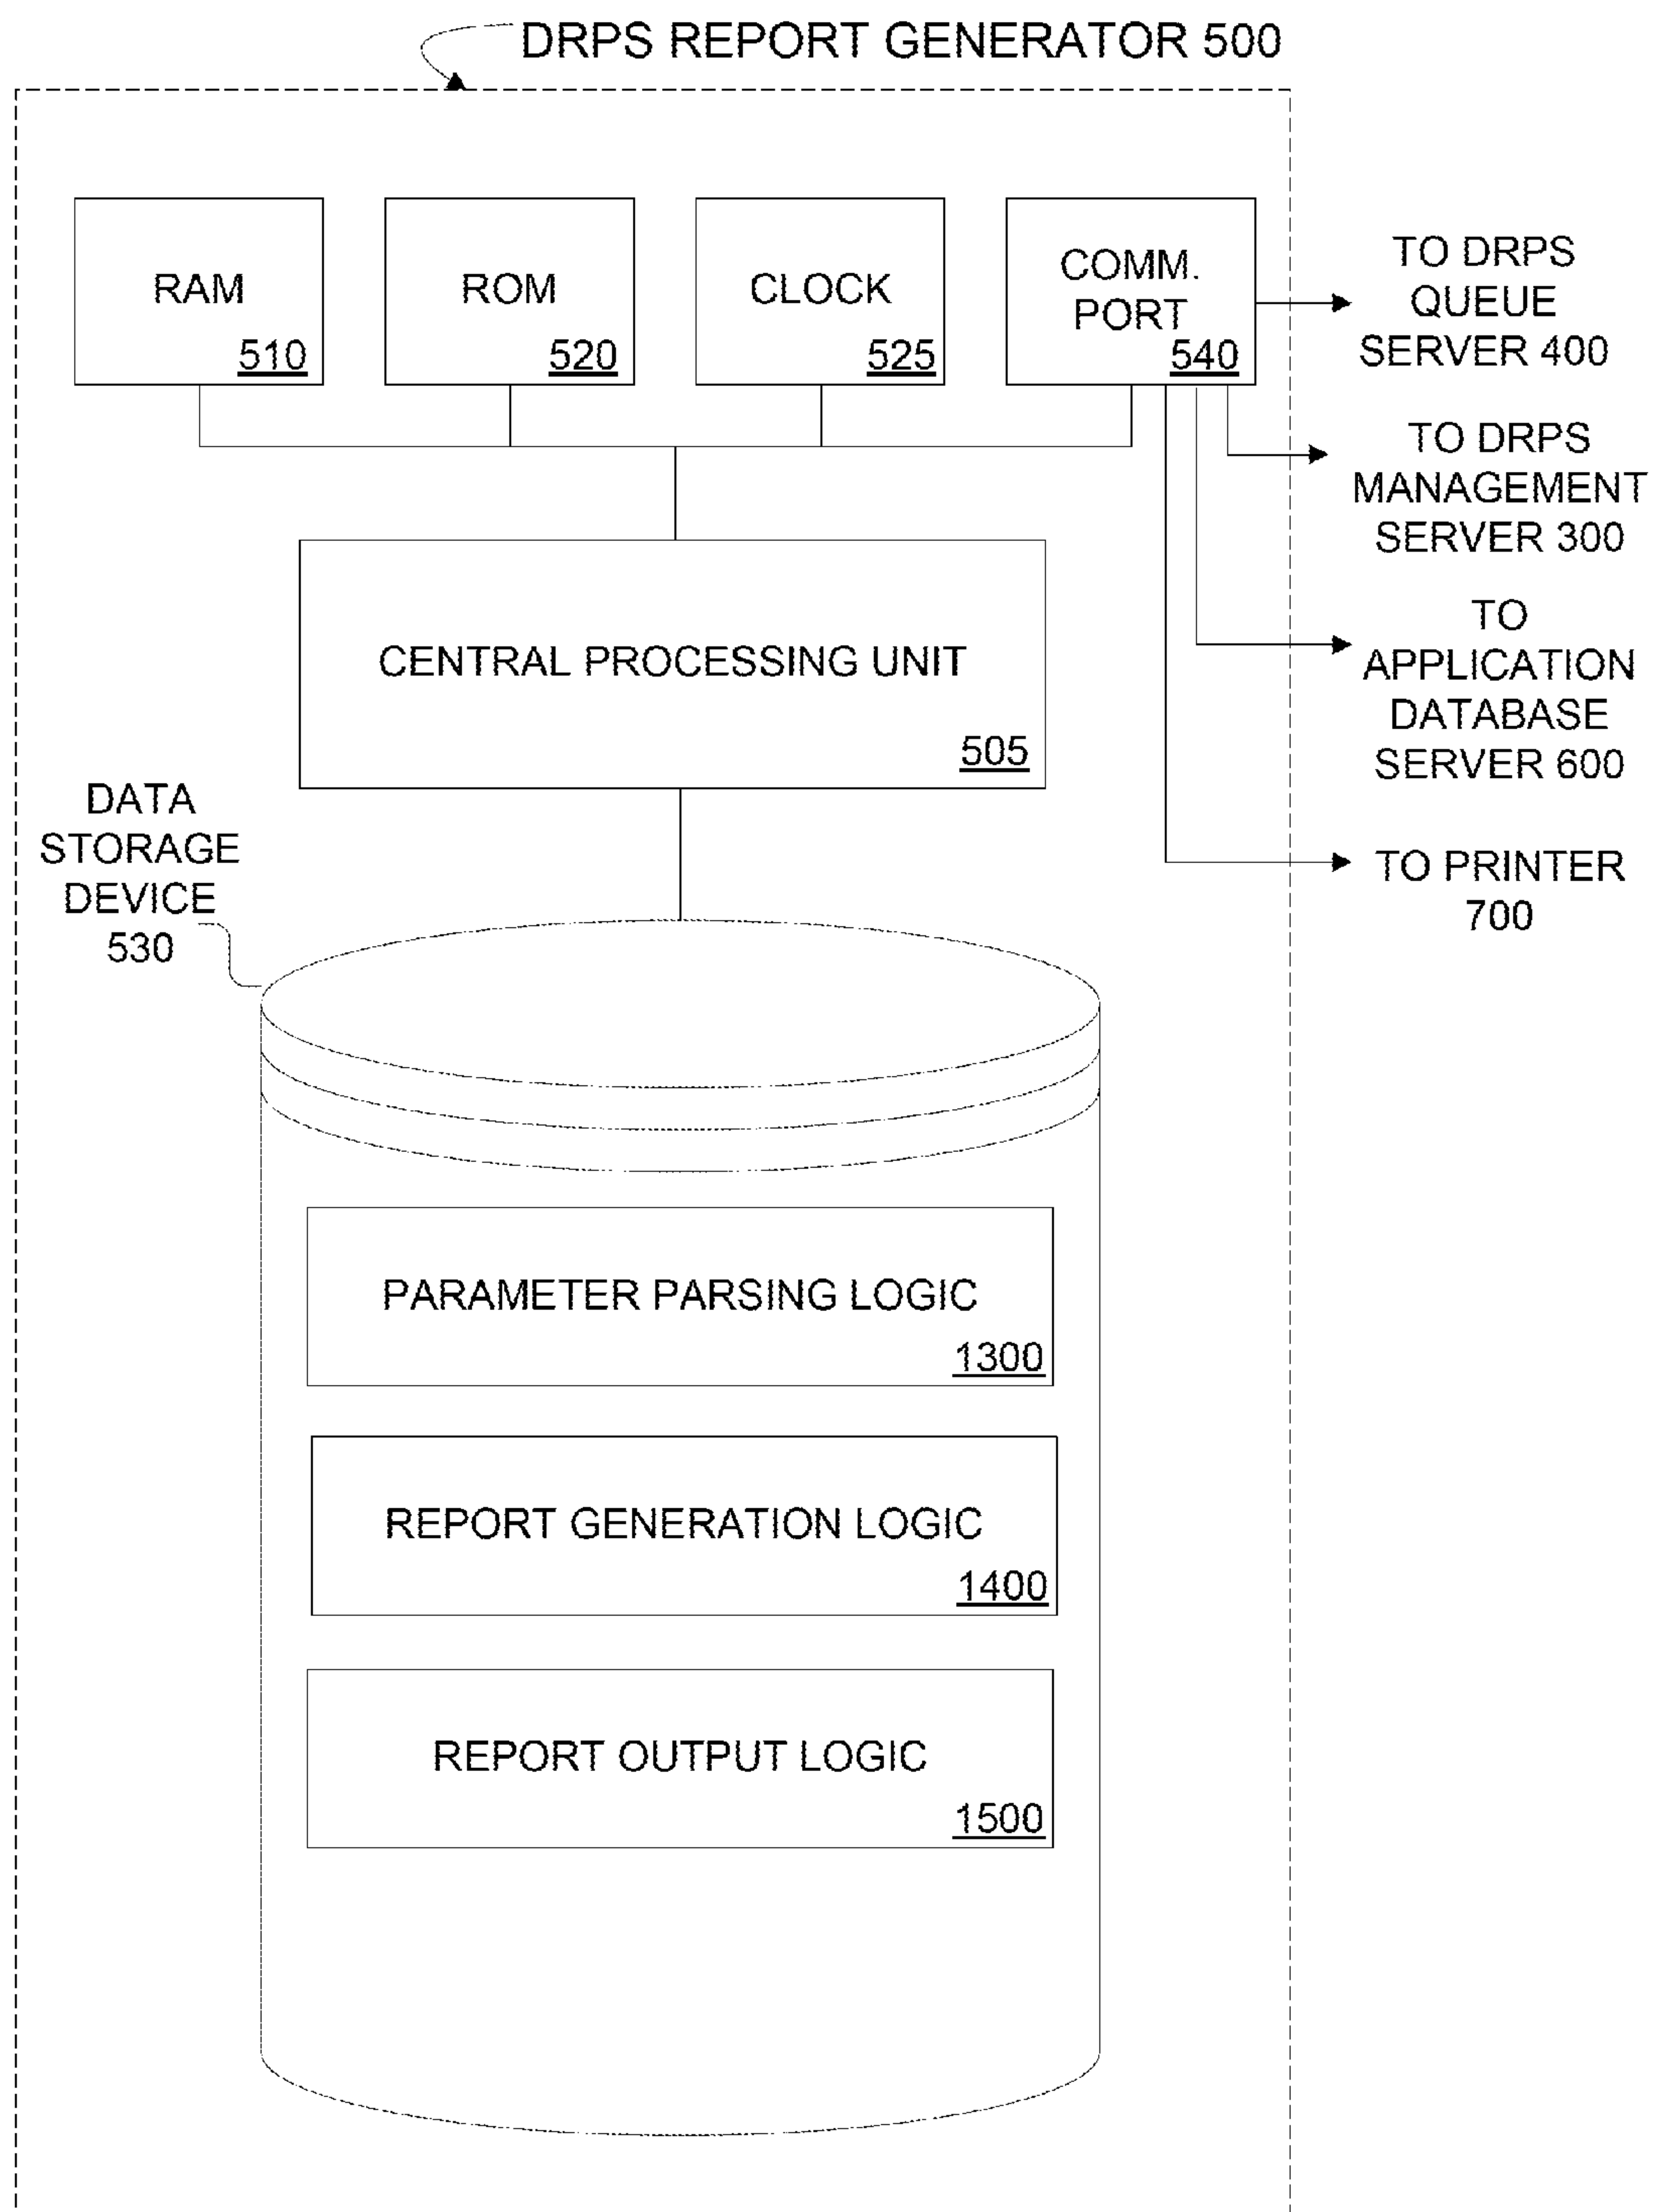 DRPS REPORT GENERATOR 500
RAM
510
ROM
520
CLOCK
525
COMM.
PORT
540
TO DRPS
QUEUE
SERVER 400
TO DRPS
MANAGEMENT
SERVER 300
TO
APPLICATION
DATABASE
SERVER 600
TO PRINTER
700
CENTRAL PROCESSING UNIT
505
DATA
STORAGE
DEVICE
530
PARAMETER PARSING LOGIC
1300
REPORT GENERATION LOGIC
1400
REPORT OUTPUT LOGIC
1500